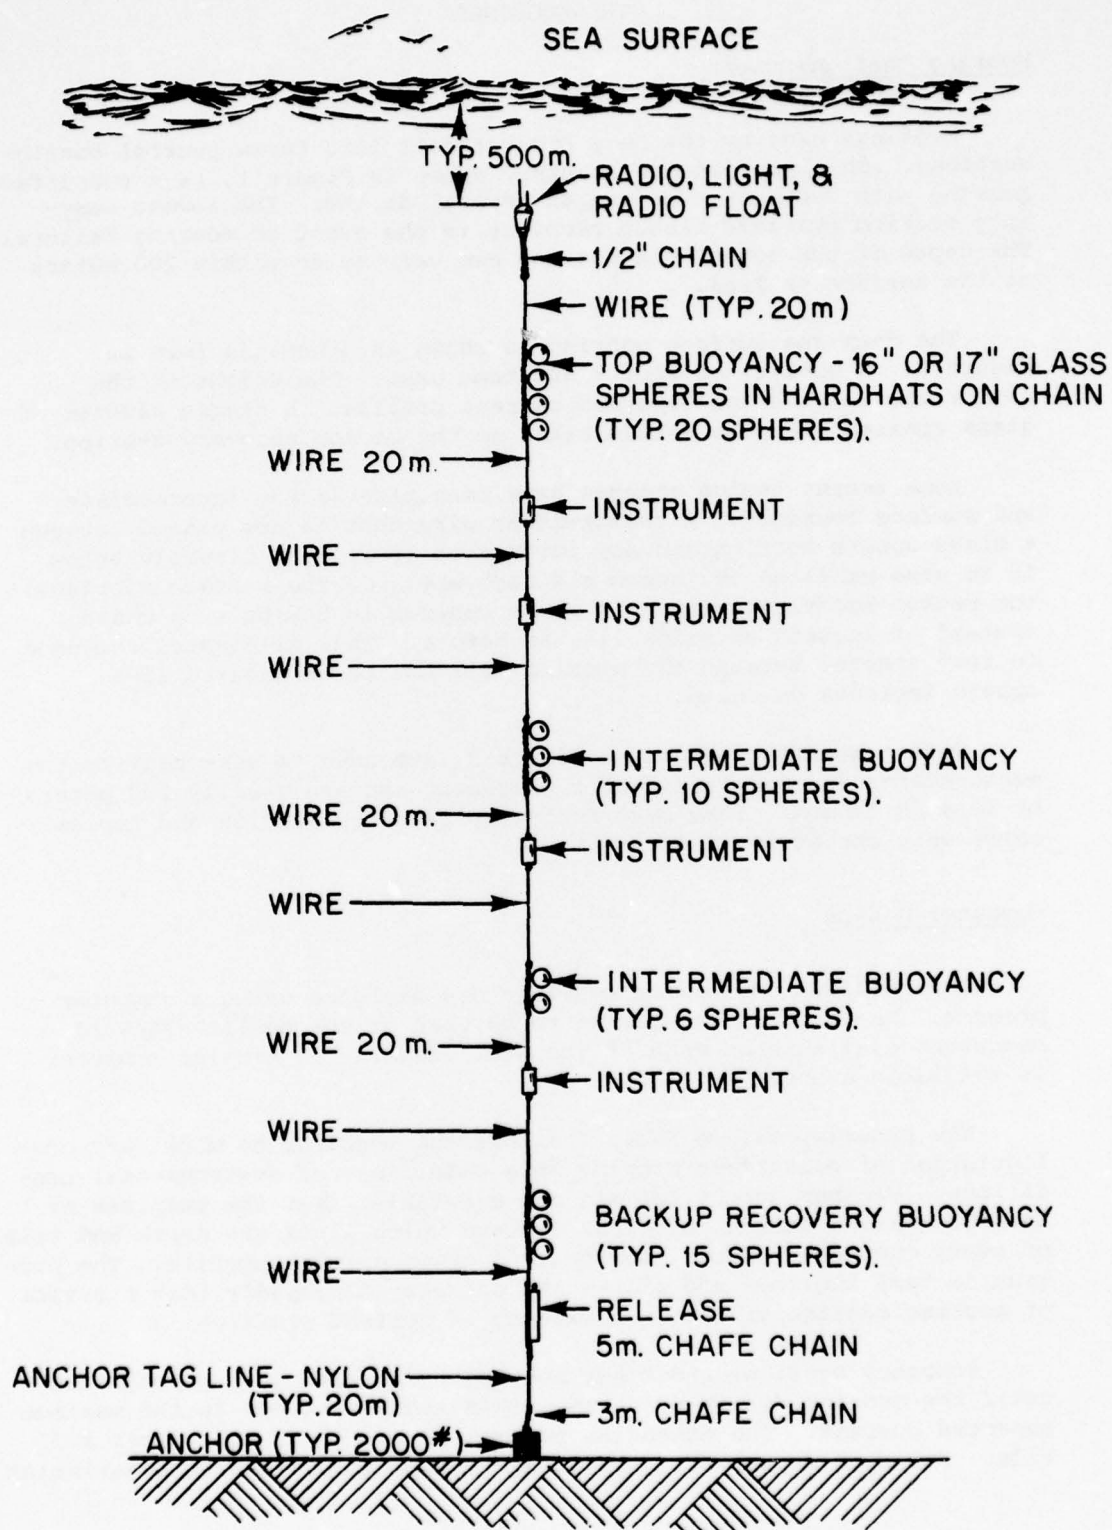 SEA SURFACE
TYP. 500m.
RADIO, LIGHT, &
RADIO FLOAT
1/2" CHAIN
WIRE (TYP. 20m)
TOP BUOYANCY - 16" OR 17" GLASS
SPHERES IN HARDHATS ON CHAIN
(TYP. 20 SPHERES).
WIRE 20m.
INSTRUMENT
WIRE
INSTRUMENT
WIRE
INTERMEDIATE BUOYANCY
(TYP. 10 SPHERES).
WIRE 20m.
INSTRUMENT
WIRE
INTERMEDIATE BUOYANCY
(TYP. 6 SPHERES).
WIRE 20m.
INSTRUMENT
WIRE
BACKUP RECOVERY BUOYANCY
(TYP. 15 SPHERES).
WIRE
RELEASE
5m. CHAFE CHAIN
ANCHOR TAG LINE - NYLON
(TYP. 20m)
3m. CHAFE CHAIN
ANCHOR (TYP. 2000#)